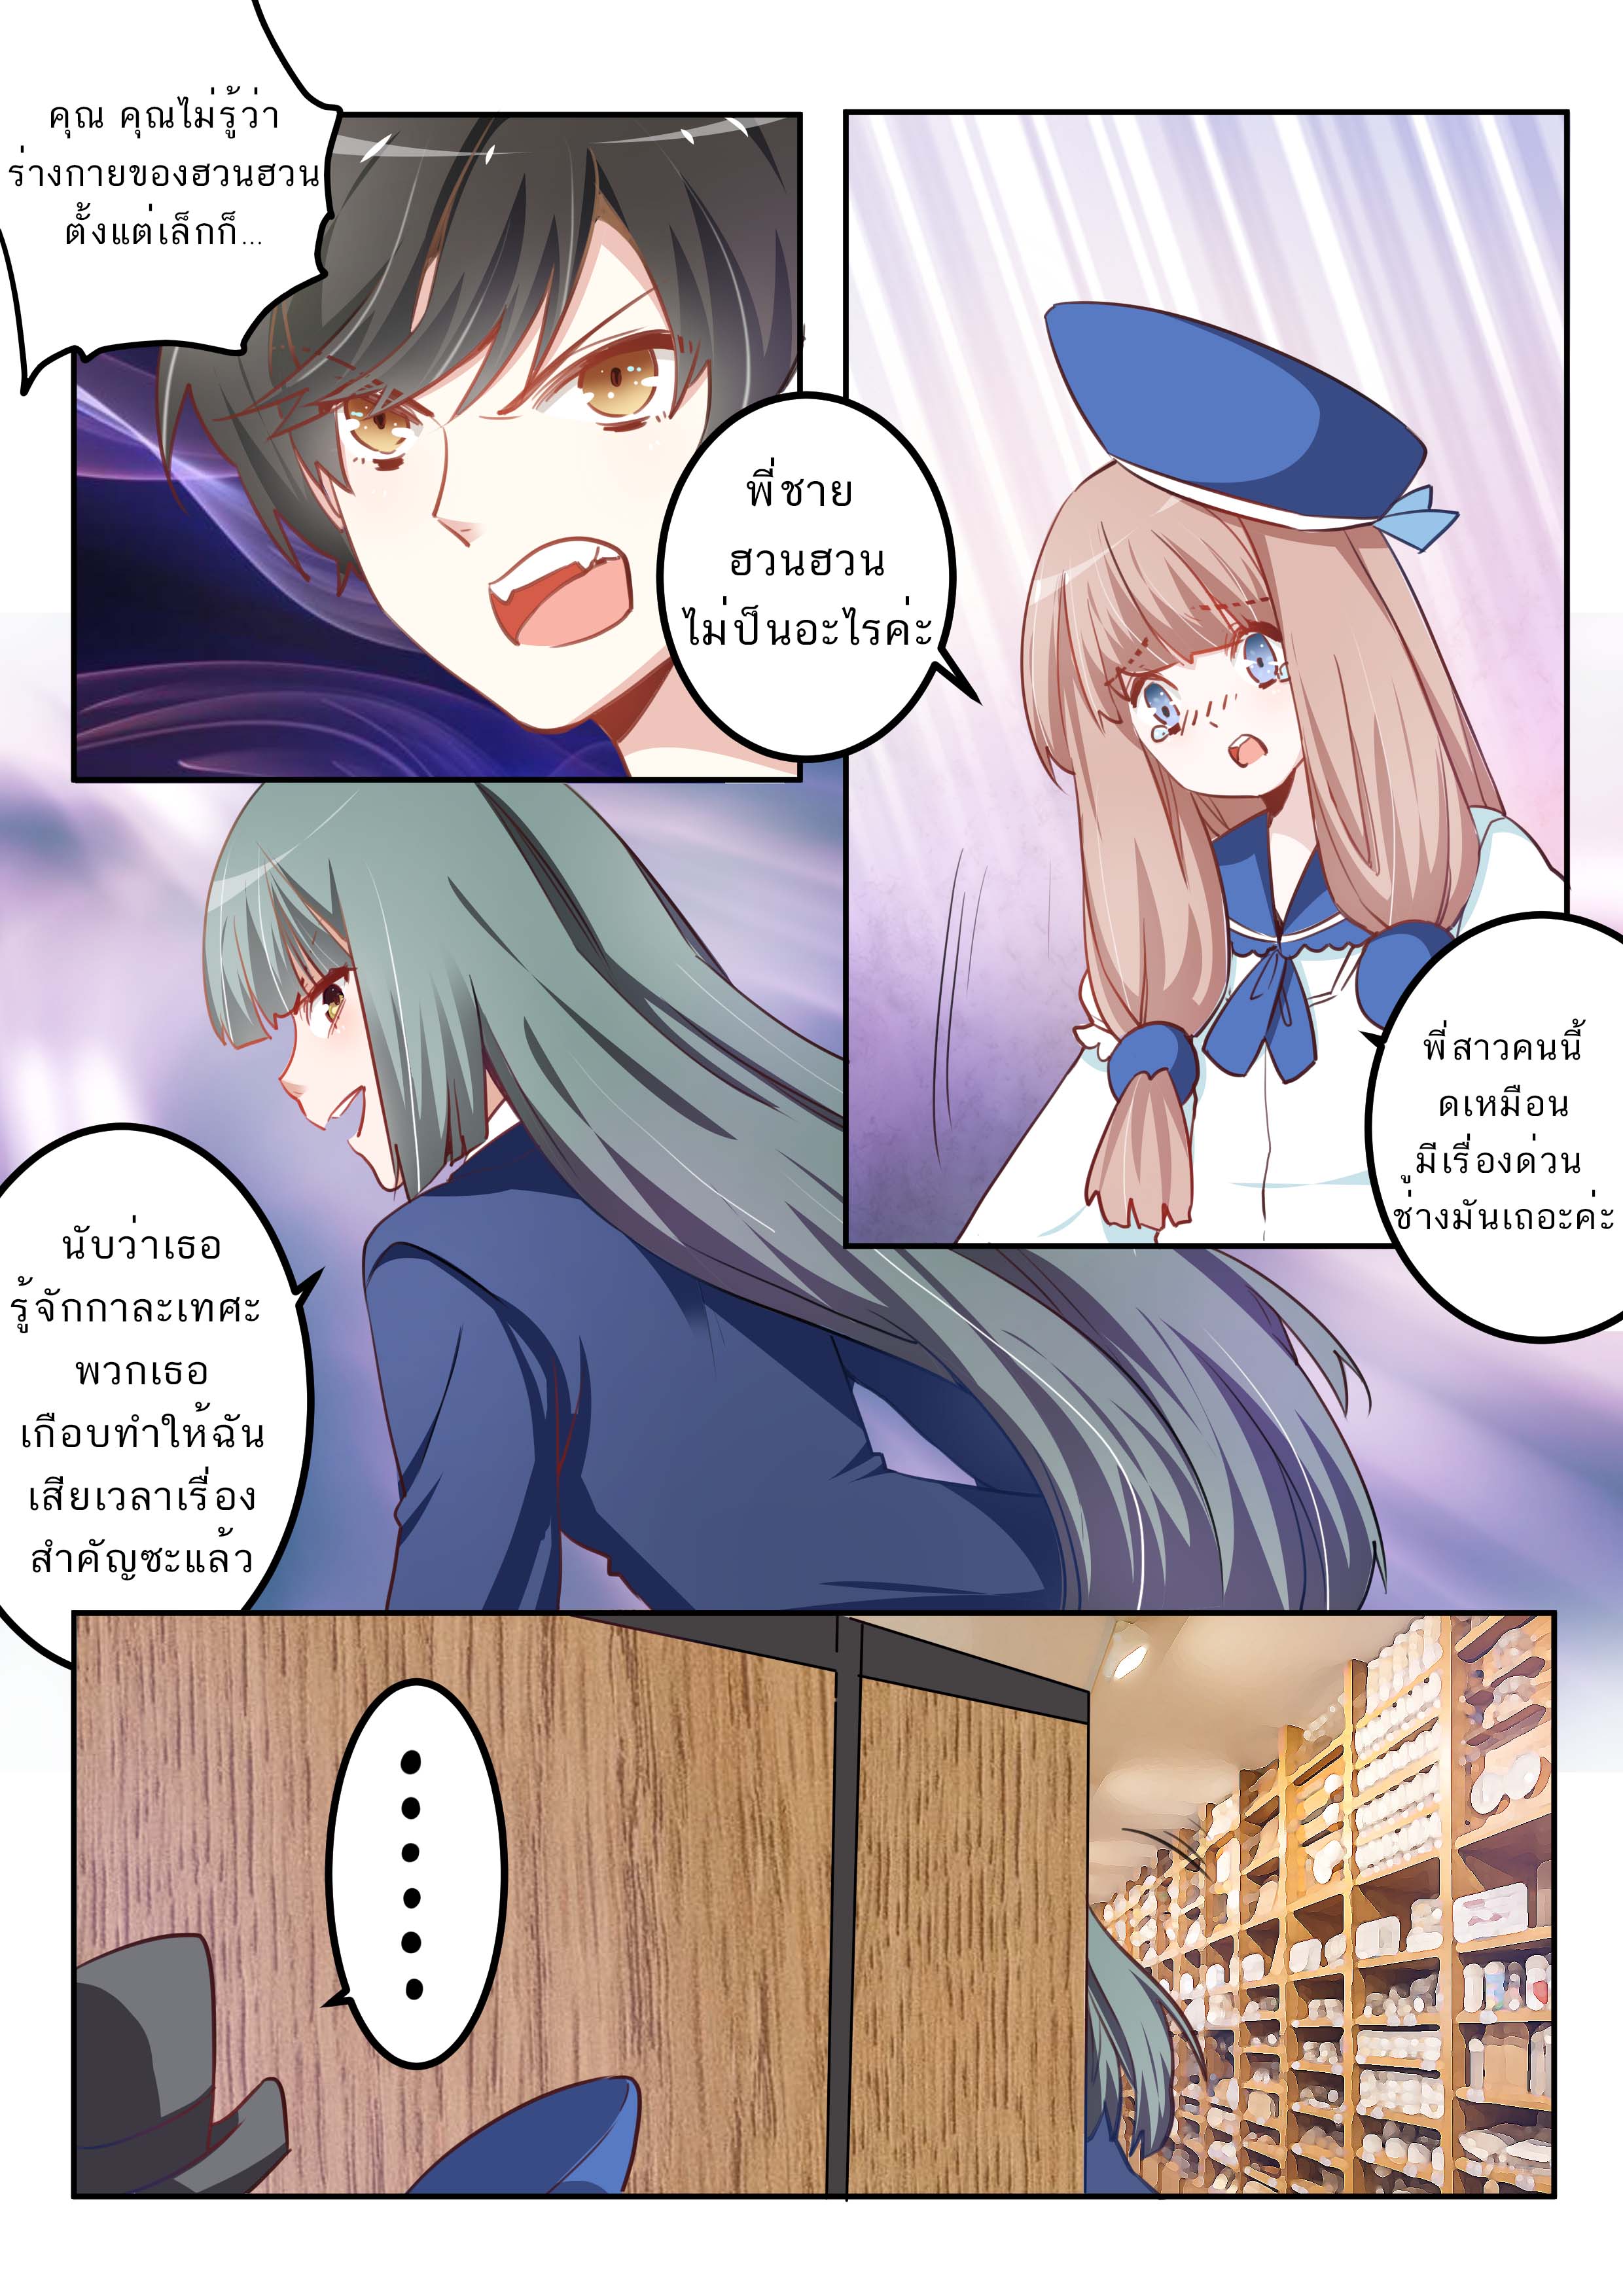 คุณ คุณไม่รู้ว่า
ร่างกายของฮวนฮวน
ตั้งแต่เล็กก็...
พี่ชาย
ฮวนฮวน
ไม่ป็นอะไรค่ะ
พี่สาวคนนี้
ดเหมือน
ูมีเรื่องด่วน
ช่างมันเถอะค่ะ
นับว่าเธอ
รู้จักกาละเทศะ
พวกเธอ
เกือบทำให้ฉัน
เสียเวลาเรื่อง
สำคัญซะแล้ว
......